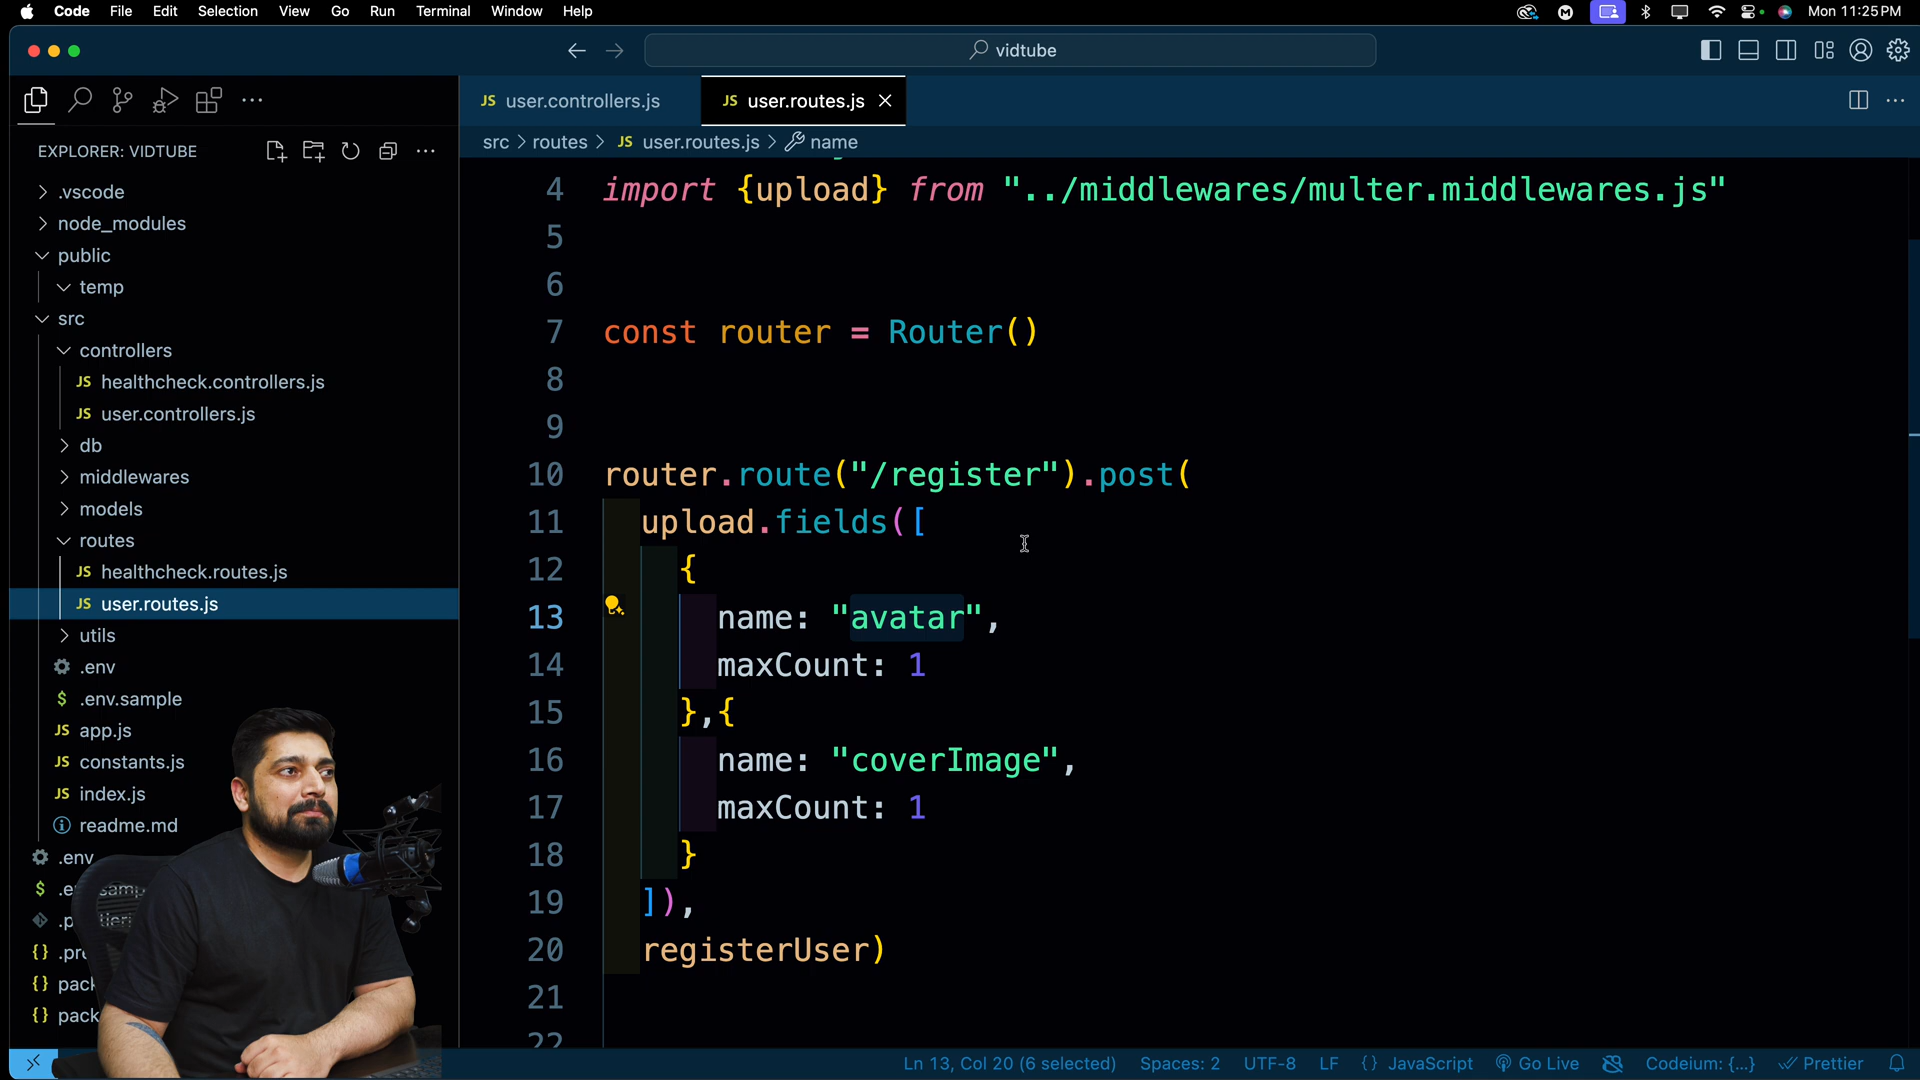 Code File Edit Selection View Go Run Terminal Window Help
Mon 11:25 PM
vidtube
JS user.controllers.js
JS user.routes.js
EXPLORER: VIDTUBE
src > routes > JS user.routes.js > name
.vscode
node_modules
public
temp
src
controllers
JS healthcheck.controllers.js
JS user.controllers.js
db
middlewares
models
routes
JS healthcheck.routes.js
JS user.routes.js
utils
.env
$ .env.sample
JS app.js
JS constants.js
JS index.js
readme.md
.env
$
{} .pre
{} pack
{} pack
4 import {upload} from "../middlewares/multer.middlewares.js"
5
6
7 const router = Router()
8
9
10 router.route("/register").post(
11 upload.fields([
12 {
13 name: "avatar",
14 maxCount: 1
15 },{
16 name: "coverImage",
17 maxCount: 1
18 }
19 ]),
20 registerUser)
21
22
Ln 13, Col 20 (6 selected) Spaces: 2 UTF-8 LF {} JavaScript Go Live Codeium: {...} Prettier